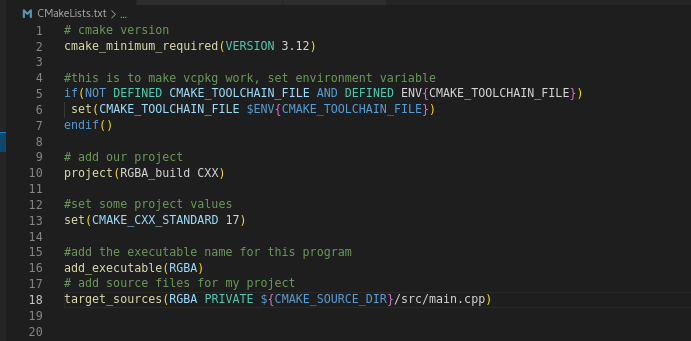 CMakeLists.txt > ...
1 # cmake version
2 cmake_minimum_required(VERSION 3.12)
3
4 #this is to make vcpkg work, set environment variable
5 if(NOT DEFINED CMAKE_TOOLCHAIN_FILE AND DEFINED ENV{CMAKE_TOOLCHAIN_FILE})
6 set(CMAKE_TOOLCHAIN_FILE $ENV{CMAKE_TOOLCHAIN_FILE})
7 endif()
8
9 # add our project
10 project(RGBA_build CXX)
11
12 #set some project values
13 set(CMAKE_CXX_STANDARD 17)
14
15 #add the executable name for this program
16 add_executable(RGBA)
17 # add source files for my project
18 target_sources(RGBA PRIVATE ${CMAKE_SOURCE_DIR}/src/main.cpp)
19
20